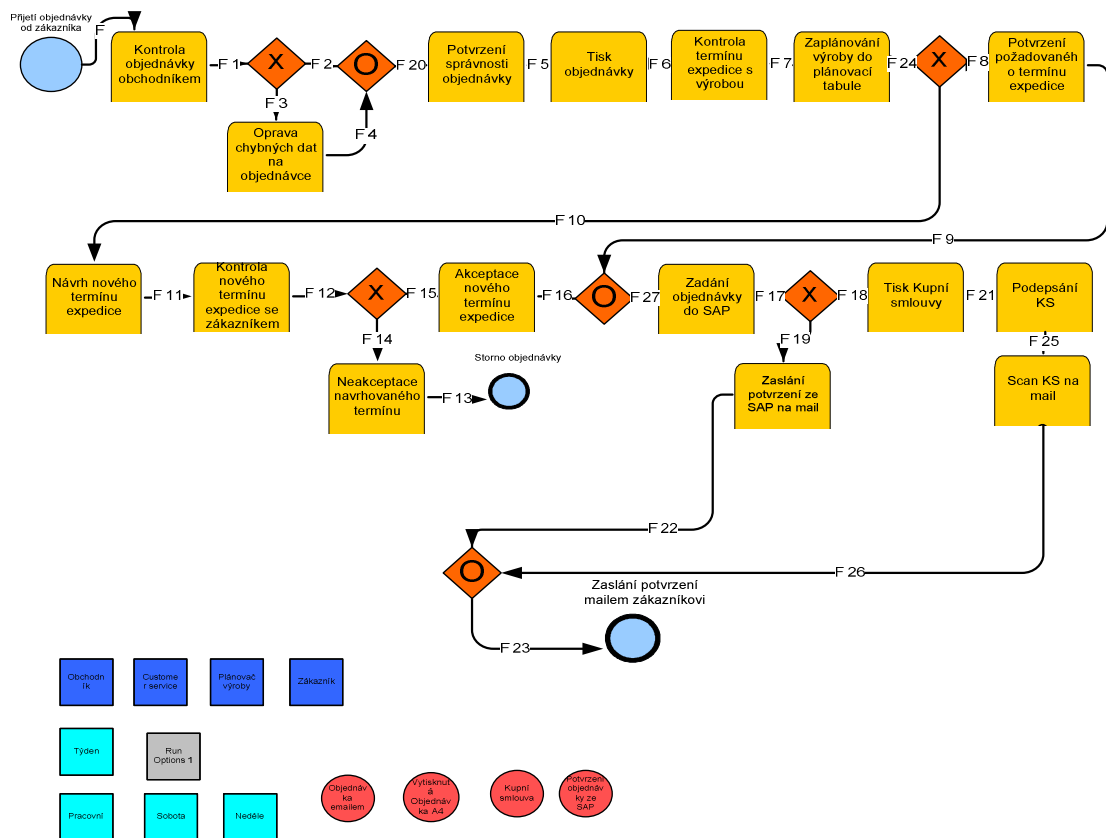 Přijetí objednávky
od zákazníka
F
Kontrola
objednávky
obchodníkem
F 1
X
F 2
O
F 20
Potvrzení
správnosti
objednávky
F 5
Tisk
objednávky
F 6
Kontrola
termínu
expedice s
výrobou
F 7
Zaplánování
výroby do
plánovací
tabule
F 24
X
F 8
Potvrzení
požadovanéh
o termínu
expedice
F 3
F 4
Oprava
chybných dat
na
objednávce
F 10
F 9
Návrh nového
termínu
expedice
F 11
Kontrola
nového
termínu
expedice se
zákazníkem
F 12
X
F 15
Akceptace
nového
termínu
expedice
F 16
O
F 27
Zadání
objednávky
do SAP
F 17
X
F 18
Tisk Kupní
smlouvy
F 21
Podepsání
KS
F 14
F 19
F 25
Neakceptace
navrhovaného
termínu
F 13
Storno objednávky
Zaslání
potvrzení ze
SAP na mail
Scan KS na
mail
F 22
O
F 26
Zaslání potvrzení
mailem zákazníkovi
F 23
Obchodn
ík
Custome
r service
Plánovač
výroby
Zákazník
Týden
Run
Options 1
Objednáv
ka
emailem
Vytisknut
á
Objednáv
ka A4
Kupní
smlouva
Potvrzení
objednáv
ky ze
SAP
Pracovní
Sobota
Neděle